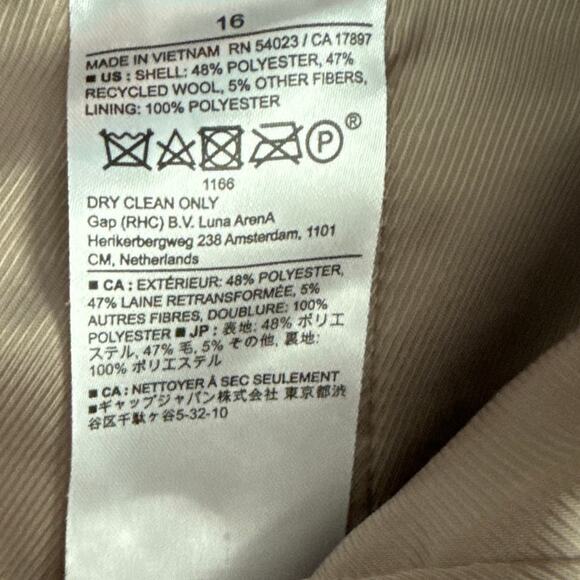 16
MADE IN VIETNAM RN 54023 / CA 17897
■ US : SHELL: 48% POLYESTER, 47%
RECYCLED WOOL, 5% OTHER FIBERS,
LINING: 100% POLYESTER
P ®
1166
DRY CLEAN ONLY
Gap (RHC) B.V. Luna ArenA
Herikerbergweg 238 Amsterdam, 1101
CM, Netherlands
■ CA : EXTÉRIEUR: 48% POLYESTER,
47% LAINE RETRANSFORMÉE, 5%
AUTRES FIBRES, DOUBLURE: 100%
POLYESTER ■ JP : 表地: 48% ポリエ
ステル, 47% 毛, 5% その他, 裏地:
100% ポリエステル
■ CA : NETTOYER À SEC SEULEMENT
■ギャップジャパン株式会社 東京都渋
谷区千駄ヶ谷5-32-10